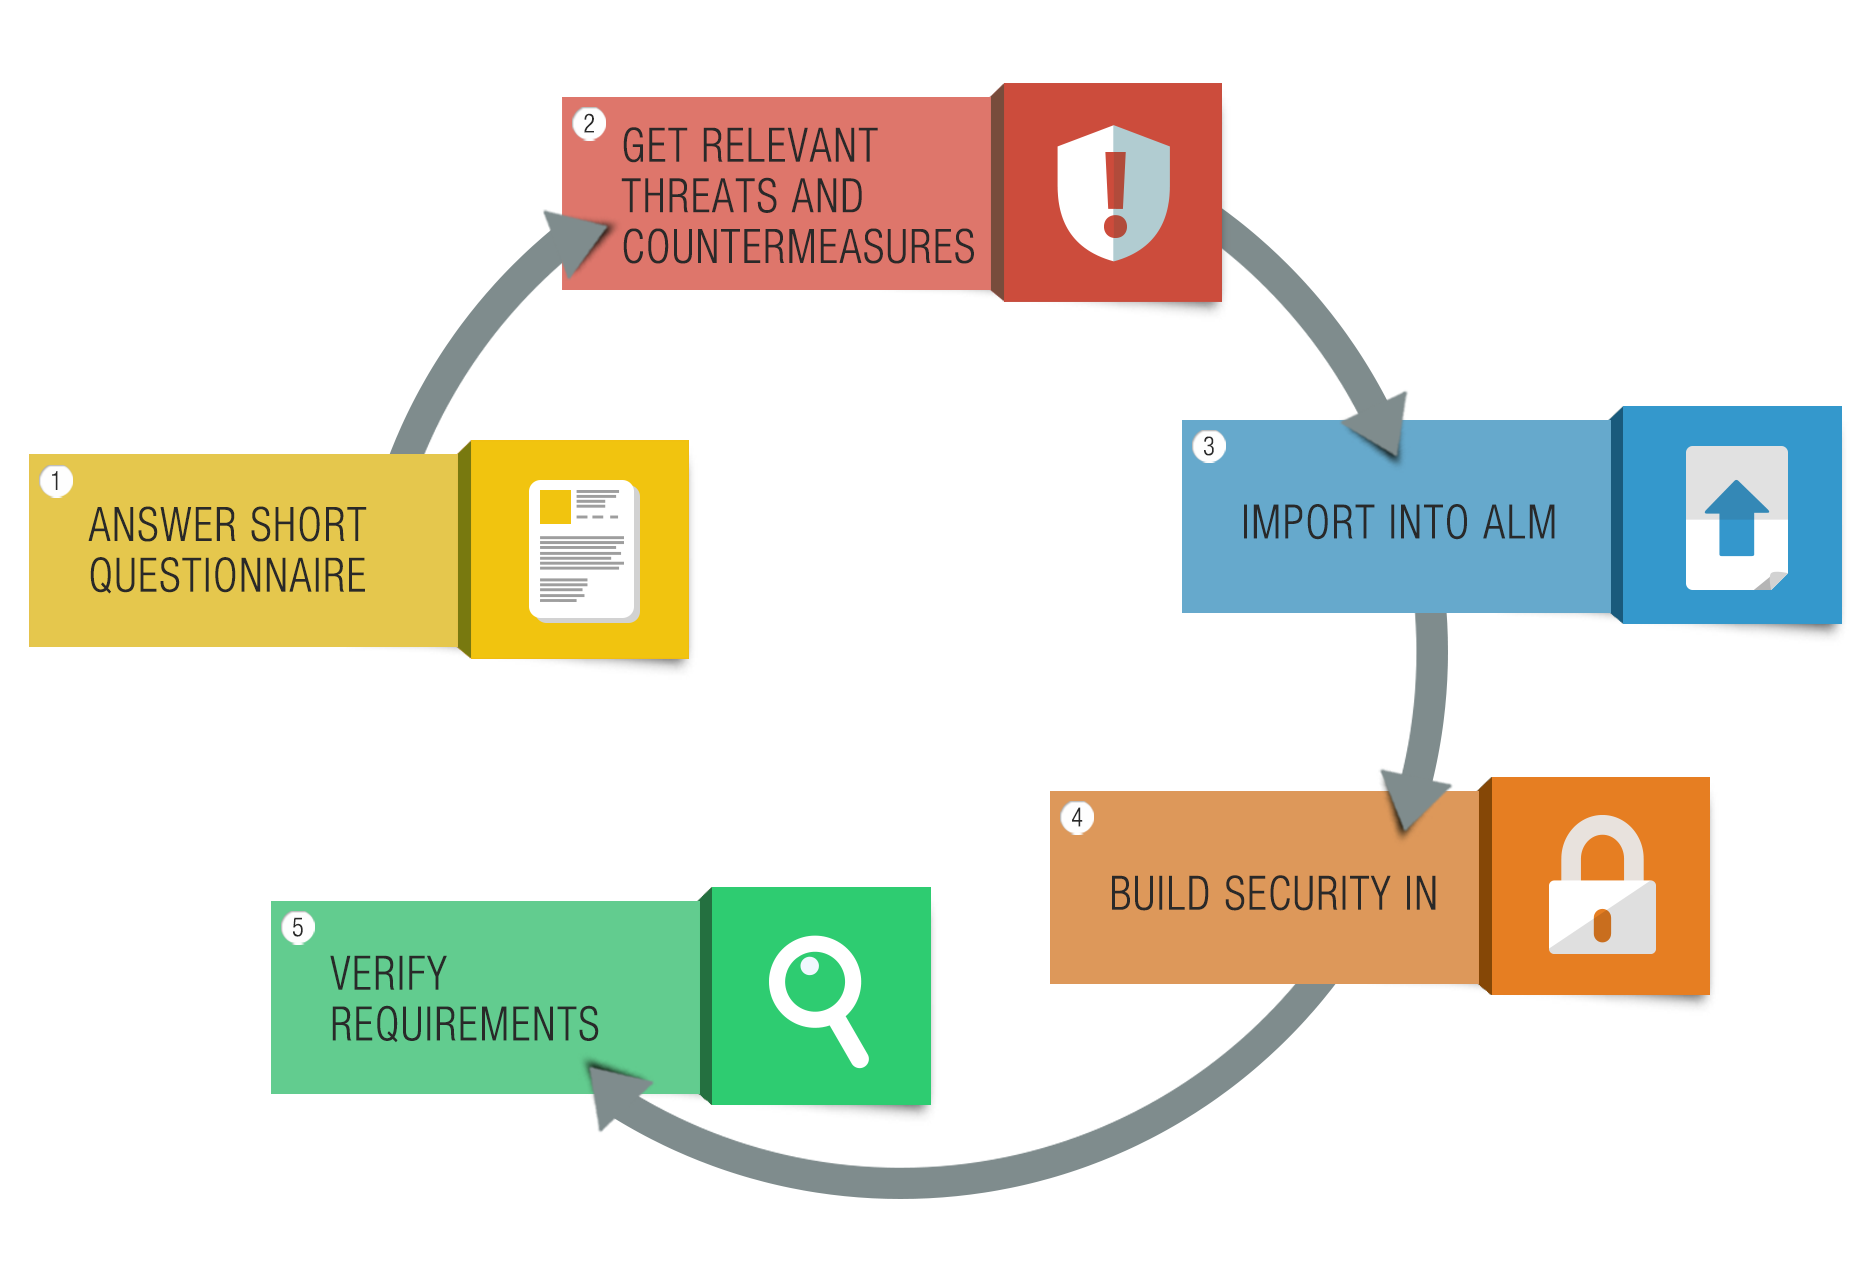 1
ANSWER SHORT
QUESTIONNAIRE
2
GET RELEVANT
THREATS AND
COUNTERMEASURES
3
IMPORT INTO ALM
4
BUILD SECURITY IN
5
VERIFY
REQUIREMENTS